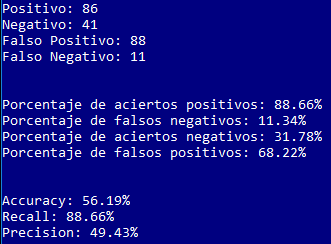 Positivo: 86
Negativo: 41
Falso Positivo: 88
Falso Negativo: 11
Porcentaje de aciertos positivos: 88.66%
Porcentaje de falsos negativos: 11.34%
Porcentaje de aciertos negativos: 31.78%
Porcentaje de falsos positivos: 68.22%
Accuracy: 56.19%
Recall: 88.66%
Precision: 49.43%